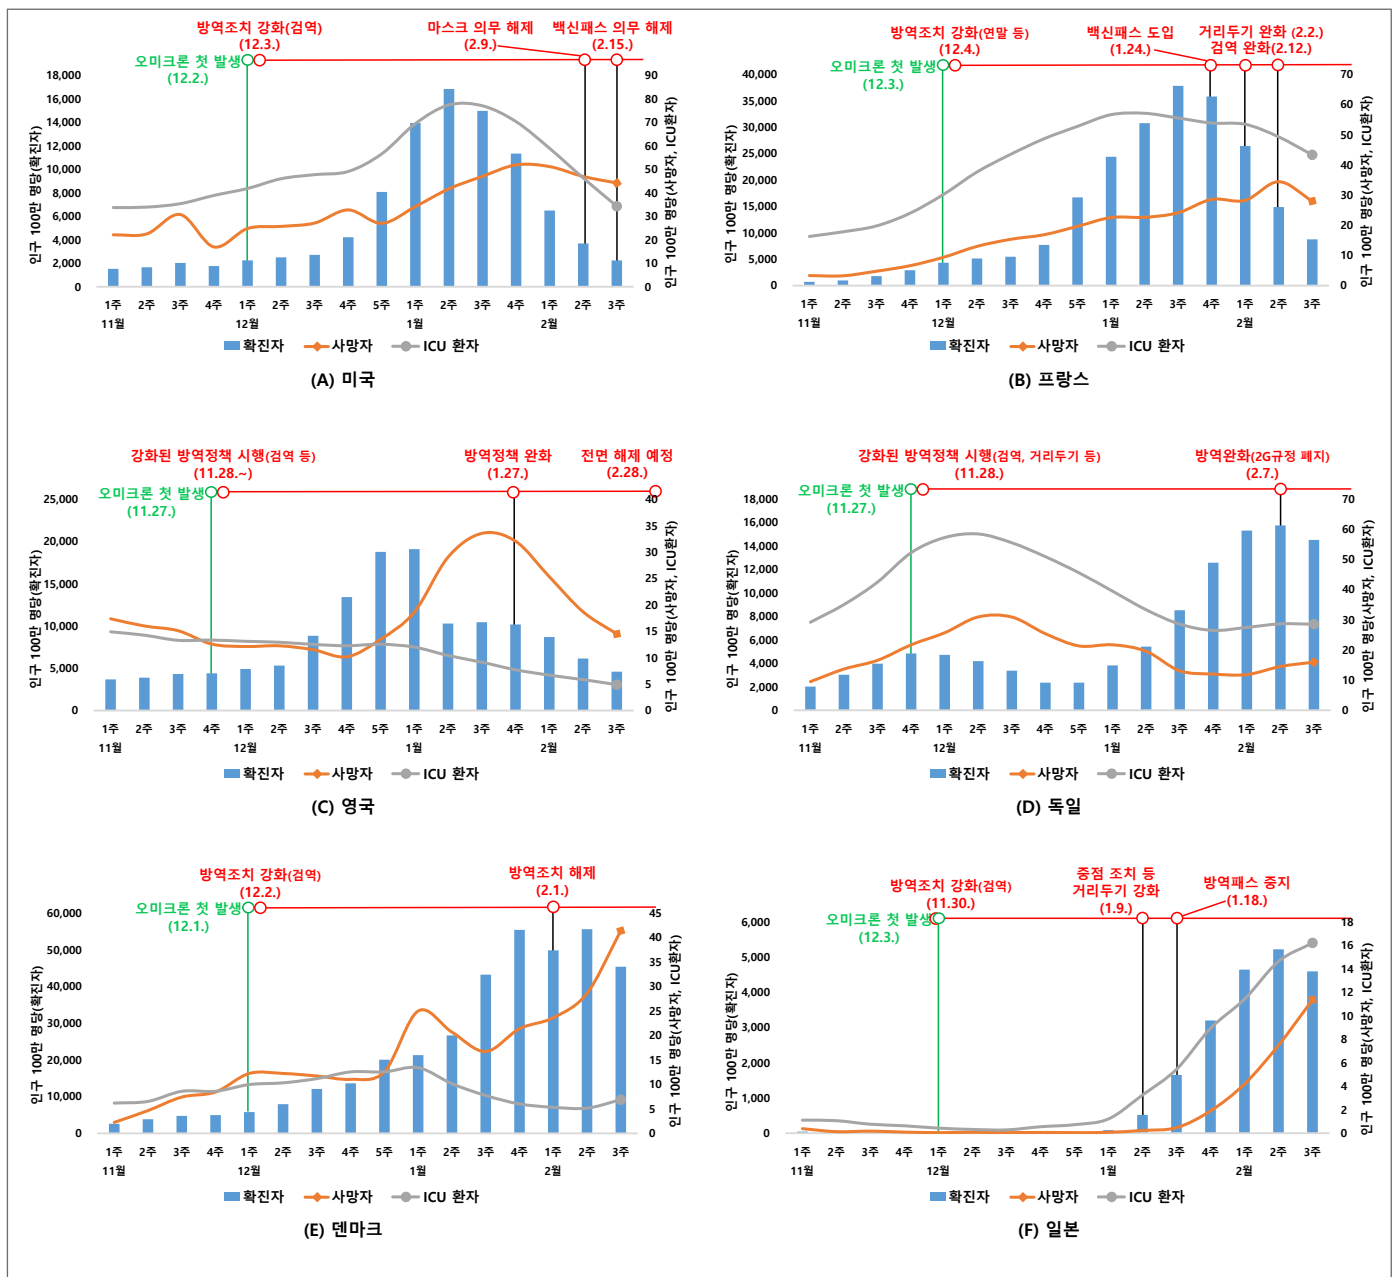 방역조치 강화(검역)
(12.3.)
마스크 의무 해제
(2.9.)
백신패스 의무 해제
(2.15.)
오미크론 첫 발생
(12.2.)
인구 100만 명당(확진자)
18,000
16,000
14,000
12,000
10,000
8,000
6,000
4,000
2,000
0
90
80
70
60
50
40
30
20
10
0
인구 100만 명당(사망자, ICU환자)
1주 2주 3주 4주 1주 2주 3주 4주 5주 1주 2주 3주 4주 1주 2주 3주
11월 12월 1월 2월
확진자 사망자 ICU 환자
(A) 미국
방역조치 강화(연말 등)
(12.4.)
백신패스 도입
(1.24.)
거리두기 완화 (2.2.)
검역 완화(2.12.)
오미크론 첫 발생
(12.3.)
인구 100만 명당(확진자)
40,000
35,000
30,000
25,000
20,000
15,000
10,000
5,000
0
70
60
50
40
30
20
10
0
인구 100만 명당(사망자, ICU환자)
1주 2주 3주 4주 1주 2주 3주 4주 5주 1주 2주 3주 4주 1주 2주 3주
11월 12월 1월 2월
확진자 사망자 ICU 환자
(B) 프랑스
강화된 방역정책 시행(검역 등)
(11.28.~)
방역정책 완화
(1.27.)
전면 해제 예정
(2.28.)
오미크론 첫 발생
(11.27.)
인구 100만 명당(확진자)
25,000
20,000
15,000
10,000
5,000
0
40
35
30
25
20
15
10
5
0
인구 100만 명당(사망자, ICU환자)
1주 2주 3주 4주 1주 2주 3주 4주 5주 1주 2주 3주 4주 1주 2주 3주
11월 12월 1월 2월
확진자 사망자 ICU 환자
(C) 영국
강화된 방역정책 시행(검역, 거리두기 등)
(11.28.)
방역완화(2G규정 폐지)
(2.7.)
오미크론 첫 발생
(11.27.)
인구 100만 명당(확진자)
18,000
16,000
14,000
12,000
10,000
8,000
6,000
4,000
2,000
0
70
60
50
40
30
20
10
0
인구 100만 명당(사망자, ICU환자)
1주 2주 3주 4주 1주 2주 3주 4주 5주 1주 2주 3주 4주 1주 2주 3주
11월 12월 1월 2월
확진자 사망자 ICU 환자
(D) 독일
방역조치 강화(검역)
(12.2.)
방역조치 해제
(2.1.)
오미크론 첫 발생
(12.1.)
인구 100만 명당(확진자)
60,000
50,000
40,000
30,000
20,000
10,000
0
45
40
35
30
25
20
15
10
5
0
인구 100만 명당(사망자, ICU환자)
1주 2주 3주 4주 1주 2주 3주 4주 5주 1주 2주 3주 4주 1주 2주 3주
11월 12월 1월 2월
확진자 사망자 ICU 환자
(E) 덴마크
방역조치 강화(검역)
(11.30.)
중점 조치 등
거리두기 강화
(1.9.)
방역패스 중지
(1.18.)
오미크론 첫 발생
(12.3.)
인구 100만 명당(확진자)
6,000
5,000
4,000
3,000
2,000
1,000
0
18
16
14
12
10
8
6
4
2
0
인구 100만 명당(사망자, ICU환자)
1주 2주 3주 4주 1주 2주 3주 4주 5주 1주 2주 3주 4주 1주 2주 3주
11월 12월 1월 2월
확진자 사망자 ICU 환자
(F) 일본